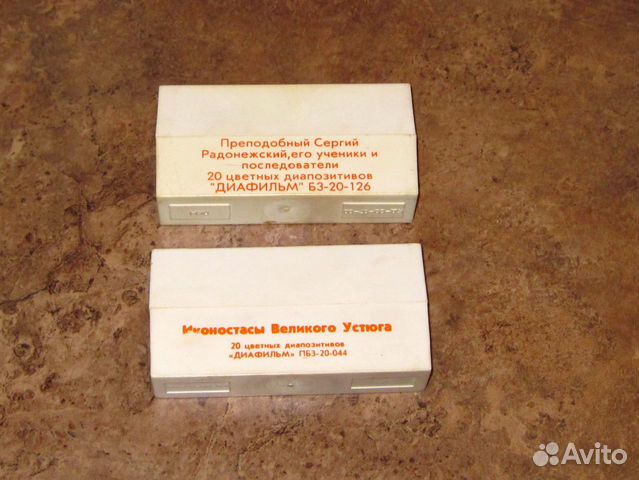 Преподобный Сергий
Радонежский,его ученики и
последователи
20 цветных диапозитивов
"ДИАФИЛЬМ" БЗ-20-126
Иконостасы Великого Устюга
20 цветных диапозитивов
«ДИАФИЛЬМ» ПБЗ-20-044
Avito